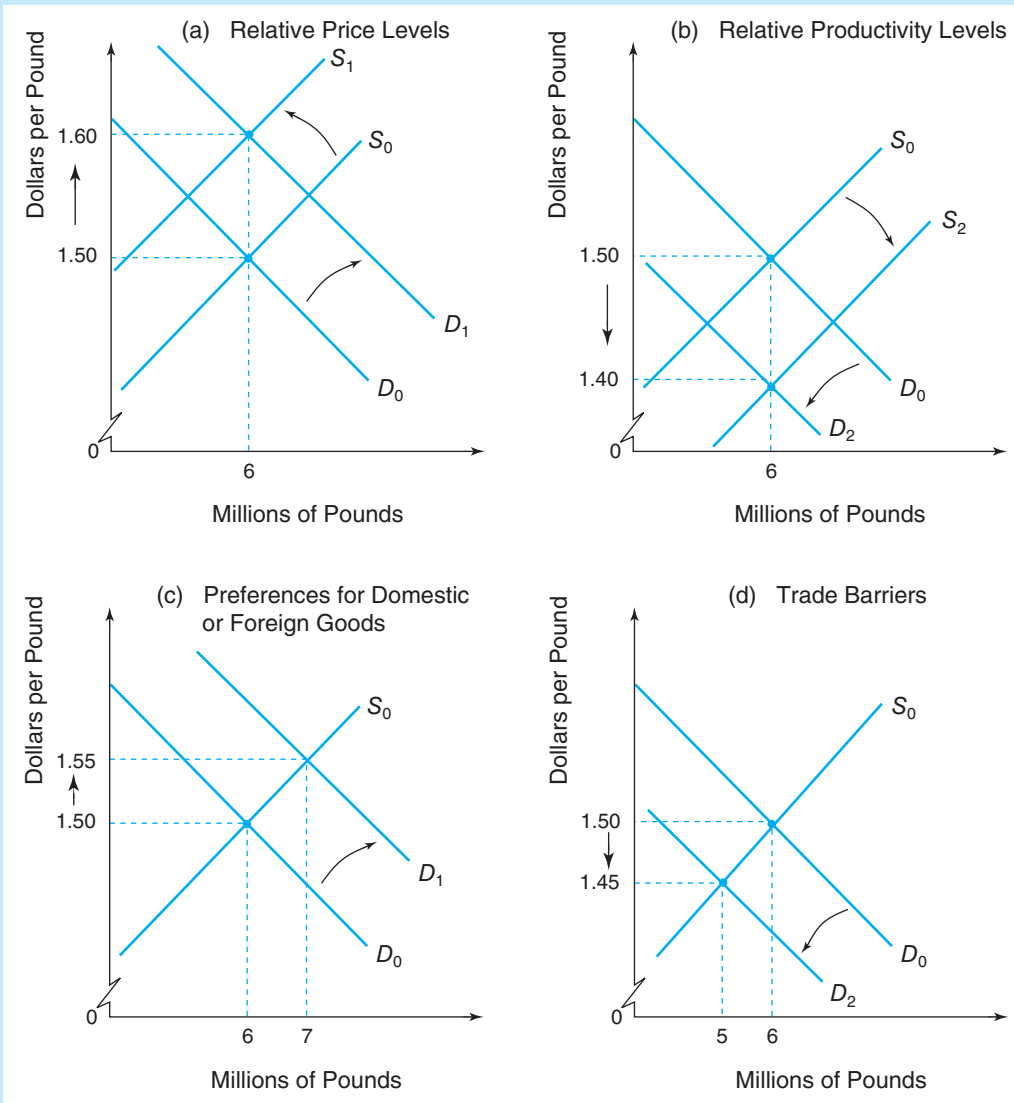 (a) Relative Price Levels
Dollars per Pound
1.60
1.50
0
S1
S0
D1
D0
6
Millions of Pounds
(b) Relative Productivity Levels
Dollars per Pound
1.50
1.40
0
S0
S2
D0
D2
6
Millions of Pounds
(c) Preferences for Domestic
or Foreign Goods
Dollars per Pound
1.55
1.50
0
S0
D1
D0
6 7
Millions of Pounds
(d) Trade Barriers
Dollars per Pound
1.50
1.45
0
S0
D0
D2
5 6
Millions of Pounds